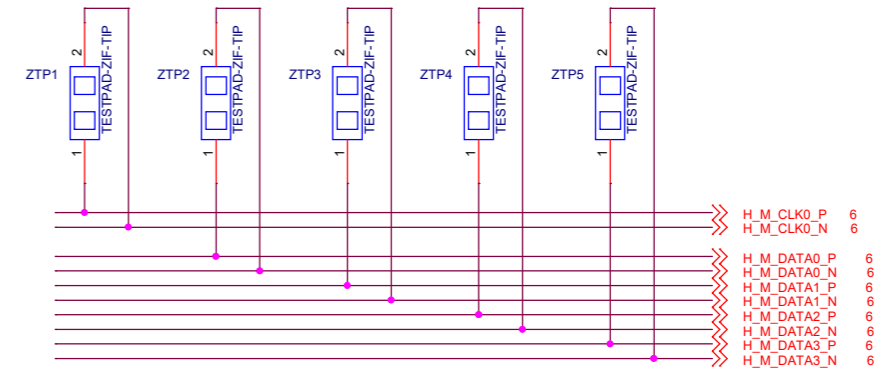 ZTP1
2
TESTPAD-ZIF-TIP
1
ZTP2
2
TESTPAD-ZIF-TIP
1
ZTP3
2
TESTPAD-ZIF-TIP
1
ZTP4
2
TESTPAD-ZIF-TIP
1
ZTP5
2
TESTPAD-ZIF-TIP
1
H_M_CLK0_P 6
H_M_CLK0_N 6
H_M_DATA0_P 6
H_M_DATA0_N 6
H_M_DATA1_P 6
H_M_DATA1_N 6
H_M_DATA2_P 6
H_M_DATA2_N 6
H_M_DATA3_P 6
H_M_DATA3_N 6